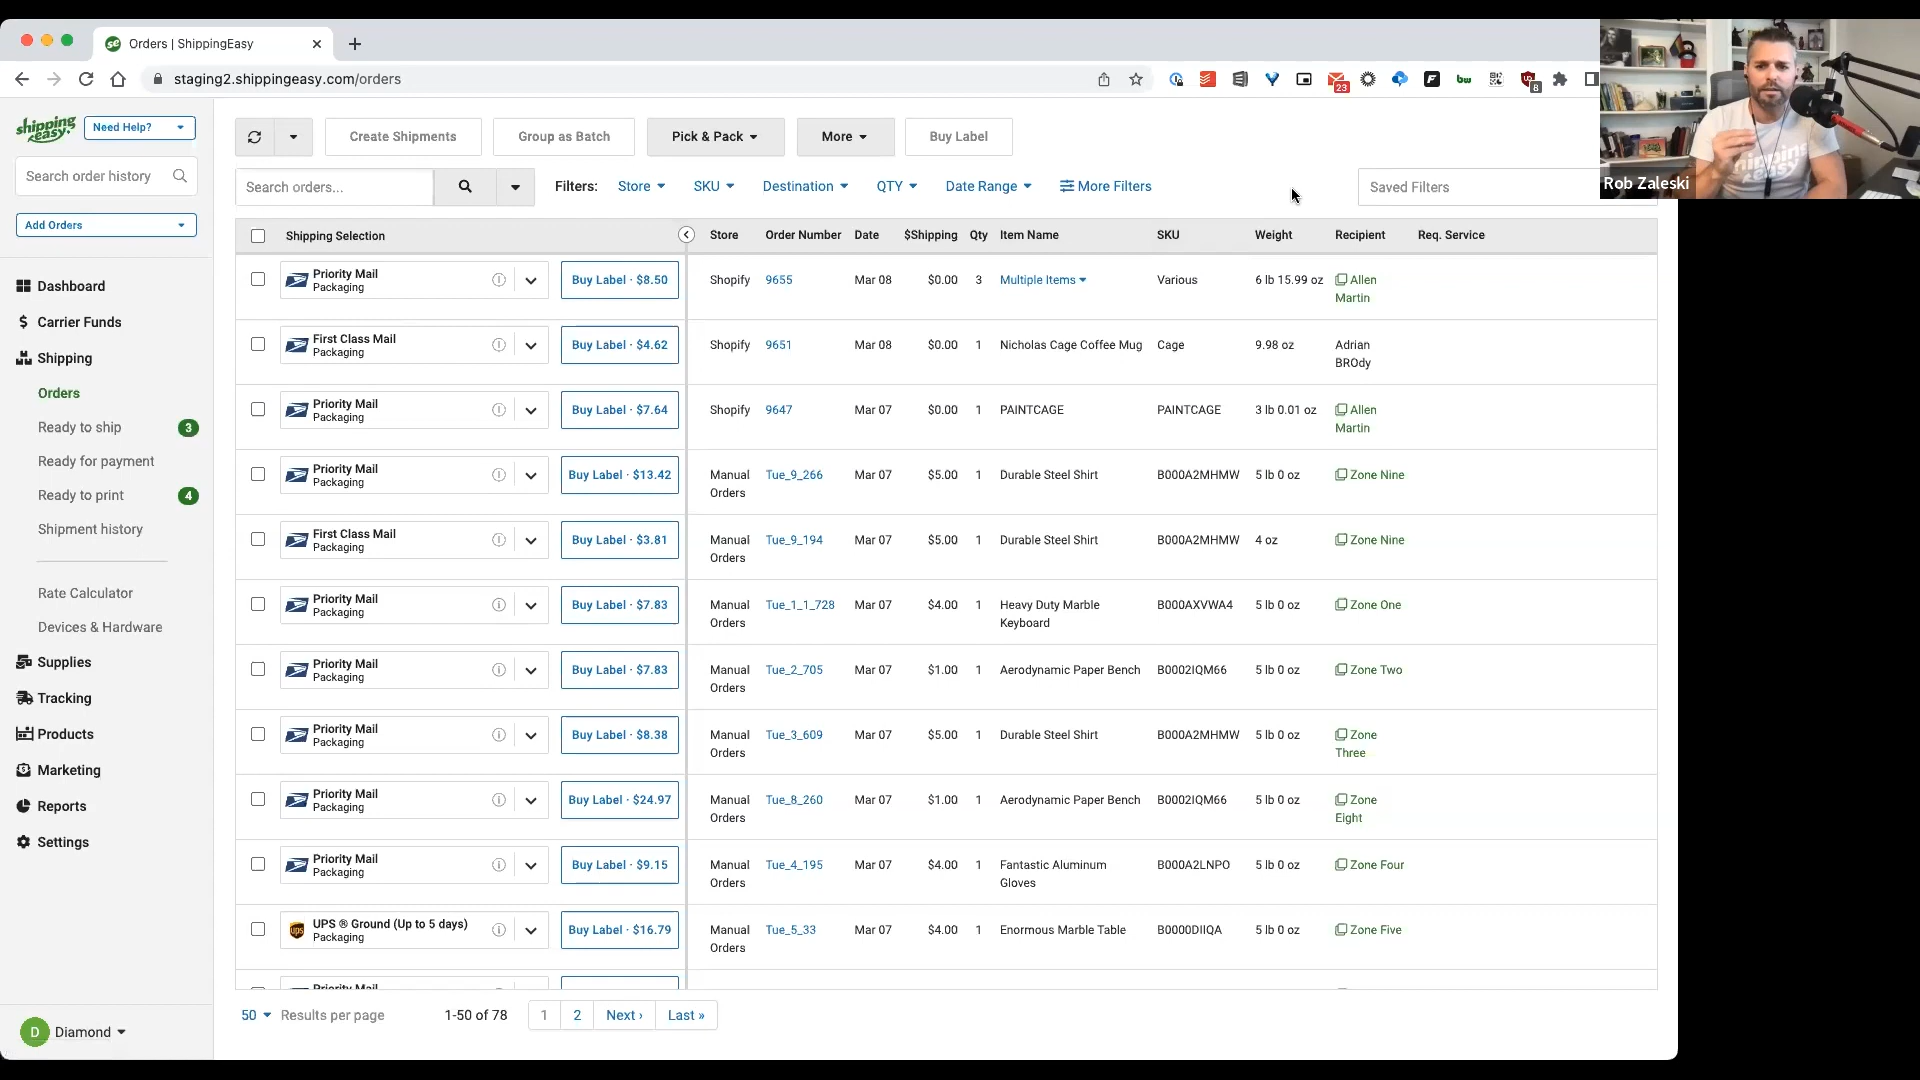 Orders | ShippingEasy
staging2.shippingeasy.com/orders
23
8
Rob Zaleski
shipping easy
Need Help?
Search order history
Add Orders
Dashboard
Carrier Funds
Shipping
Orders
Ready to ship 3
Ready for payment
Ready to print 4
Shipment history
Rate Calculator
Devices & Hardware
Supplies
Tracking
Products
Marketing
Reports
Settings
D Diamond
Create Shipments Group as Batch Pick & Pack More Buy Label
Search orders... Filters: Store SKU Destination QTY Date Range More Filters Saved Filters
Shipping Selection Store Order Number Date $Shipping Qty Item Name SKU Weight Recipient Req. Service
Priority Mail
Packaging
Buy Label · $8.50 Shopify 9655 Mar 08 $0.00 3 Multiple Items Various 6 lb 15.99 oz Allen
Martin
First Class Mail
Packaging
Buy Label · $4.62 Shopify 9651 Mar 08 $0.00 1 Nicholas Cage Coffee Mug Cage 9.98 oz Adrian
BROdy
Priority Mail
Packaging
Buy Label · $7.64 Shopify 9647 Mar 07 $0.00 1 PAINTCAGE PAINTCAGE 3 lb 0.01 oz Allen
Martin
Priority Mail
Packaging
Buy Label · $13.42 Manual Tue_9_266 Mar 07 $5.00 1 Durable Steel Shirt B000A2MHMW 5 lb 0 oz Zone Nine
Orders
First Class Mail
Packaging
Buy Label · $3.81 Manual Tue_9_194 Mar 07 $5.00 1 Durable Steel Shirt B000A2MHMW 4 oz Zone Nine
Orders
Priority Mail
Packaging
Buy Label · $7.83 Manual Tue_1_1_728 Mar 07 $4.00 1 Heavy Duty Marble B000AXVWA4 5 lb 0 oz Zone One
Orders Keyboard
Priority Mail
Packaging
Buy Label · $7.83 Manual Tue_2_705 Mar 07 $1.00 1 Aerodynamic Paper Bench B0002IQM66 5 lb 0 oz Zone Two
Orders
Priority Mail
Packaging
Buy Label · $8.38 Manual Tue_3_609 Mar 07 $5.00 1 Durable Steel Shirt B000A2MHMW 5 lb 0 oz Zone
Orders Three
Priority Mail
Packaging
Buy Label · $24.97 Manual Tue_8_260 Mar 07 $1.00 1 Aerodynamic Paper Bench B0002IQM66 5 lb 0 oz Zone
Orders Eight
Priority Mail
Packaging
Buy Label · $9.15 Manual Tue_4_195 Mar 07 $4.00 1 Fantastic Aluminum B000A2LNPO 5 lb 0 oz Zone Four
Orders Gloves
UPS ® Ground (Up to 5 days)
Packaging
Buy Label · $16.79 Manual Tue_5_33 Mar 07 $4.00 1 Enormous Marble Table B0000DIIQA 5 lb 0 oz Zone Five
Orders
Priority Mail
50 Results per page 1-50 of 78 1 2 Next › Last »